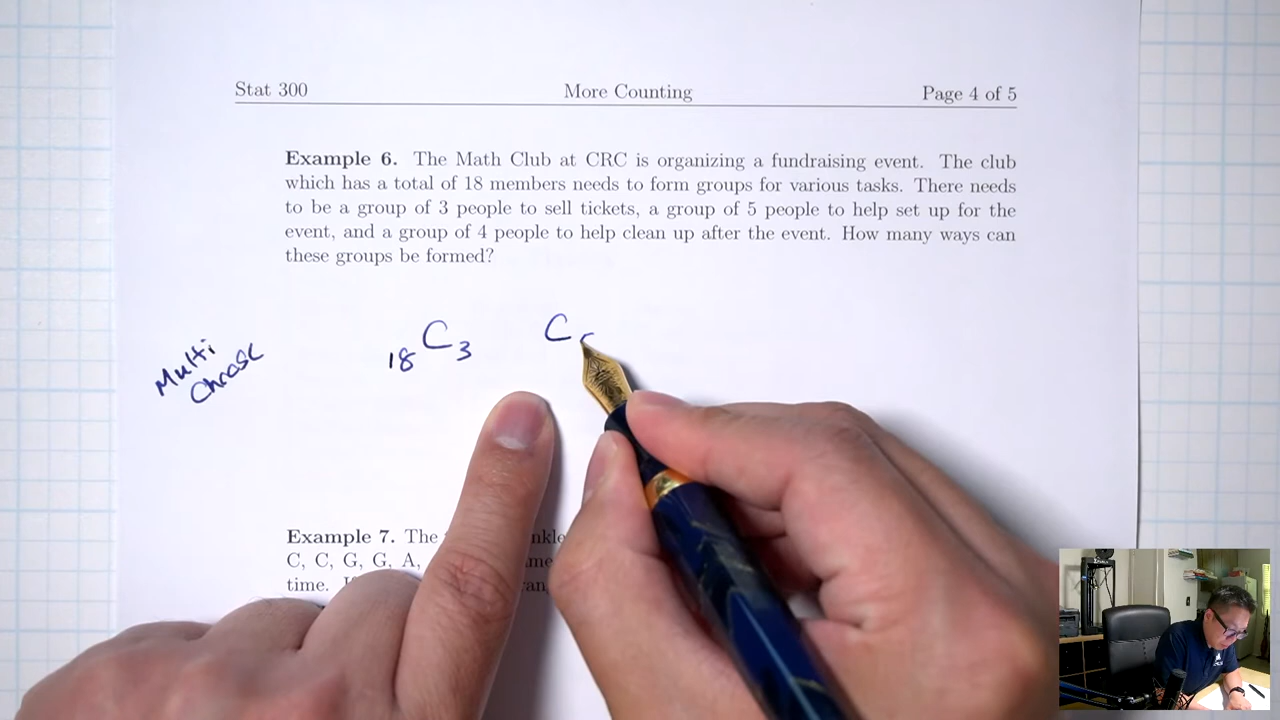 Stat 300 More Counting Page 4 of 5
Example 6. The Math Club at CRC is organizing a fundraising event. The club
which has a total of 18 members needs to form groups for various tasks. There needs
to be a group of 3 people to sell tickets, a group of 5 people to help set up for the
event, and a group of 4 people to help clean up after the event. How many ways can
these groups be formed?
Multi
Choose
18 C 3 C
Example 7. The
C, C, G, G, A,
time.